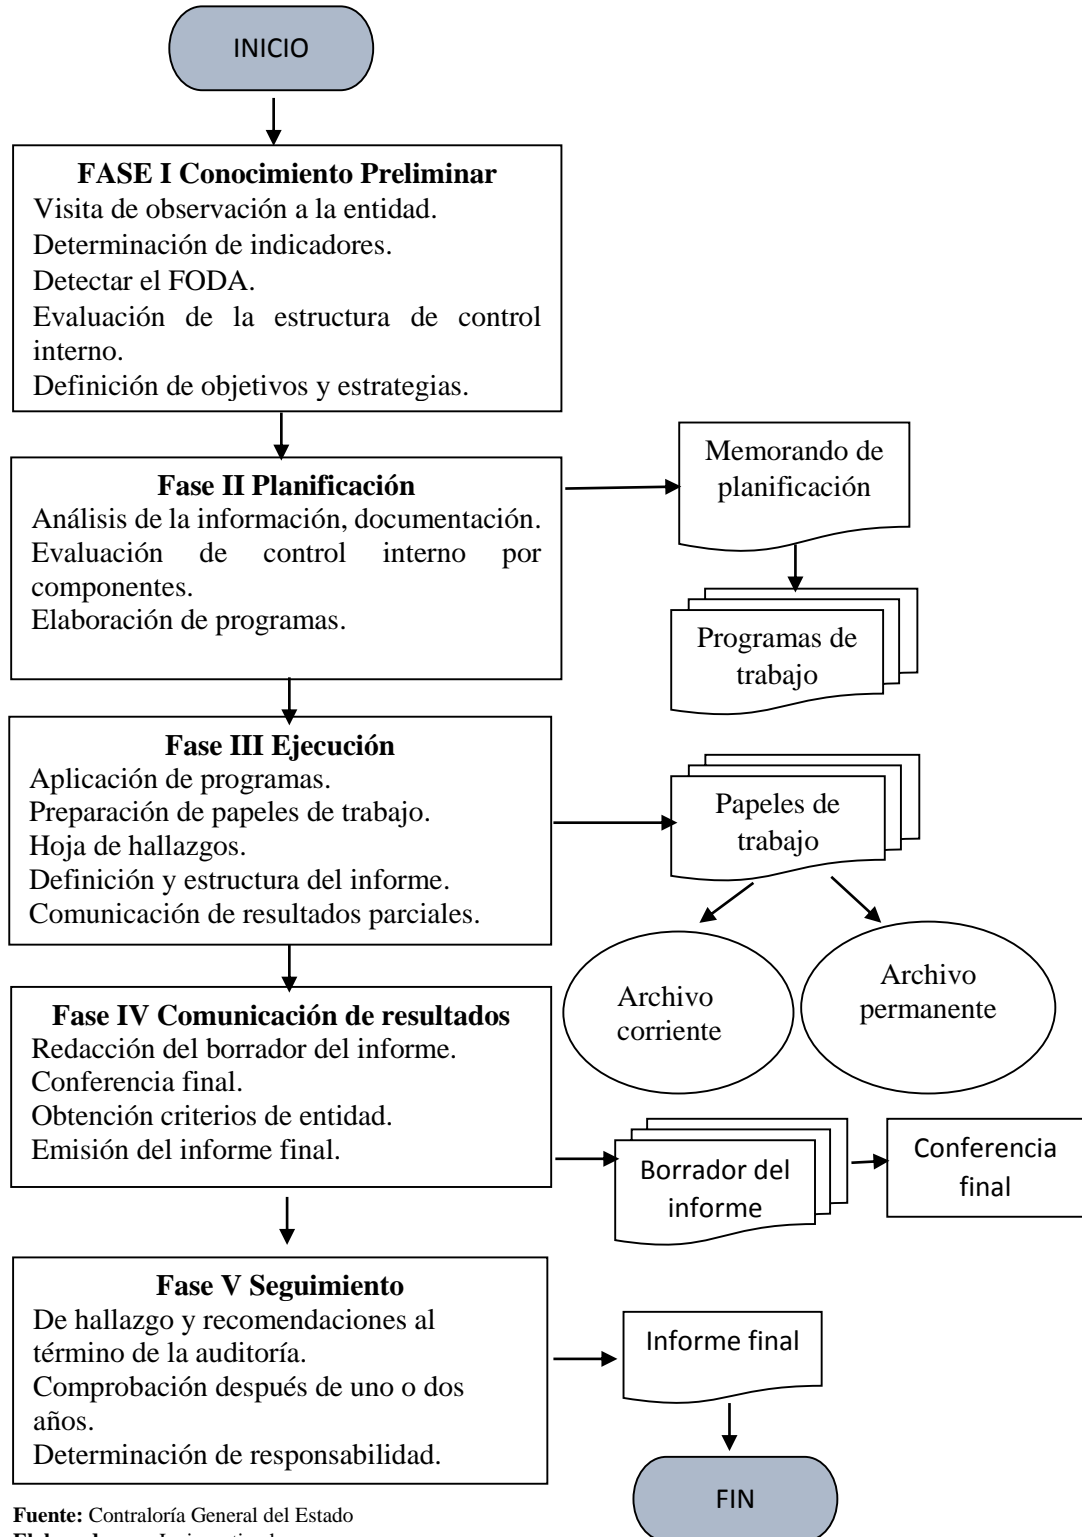 INICIO
FASE I Conocimiento Preliminar
Visita de observación a la entidad.
Determinación de indicadores.
Detectar el FODA.
Evaluación de la estructura de control
interno.
Definición de objetivos y estrategias.
Fase II Planificación
Análisis de la información, documentación.
Evaluación de control interno por
componentes.
Elaboración de programas.
Memorando de
planificación
Programas de
trabajo
Fase III Ejecución
Aplicación de programas.
Preparación de papeles de trabajo.
Hoja de hallazgos.
Definición y estructura del informe.
Comunicación de resultados parciales.
Papeles de
trabajo
Archivo
corriente
Archivo
permanente
Fase IV Comunicación de resultados
Redacción del borrador del informe.
Conferencia final.
Obtención criterios de entidad.
Emisión del informe final.
Borrador del
informe
Conferencia
final
Fase V Seguimiento
De hallazgo y recomendaciones al
término de la auditoría.
Comprobación después de uno o dos
años.
Determinación de responsabilidad.
Informe final
FIN
Fuente: Contraloría General del Estado